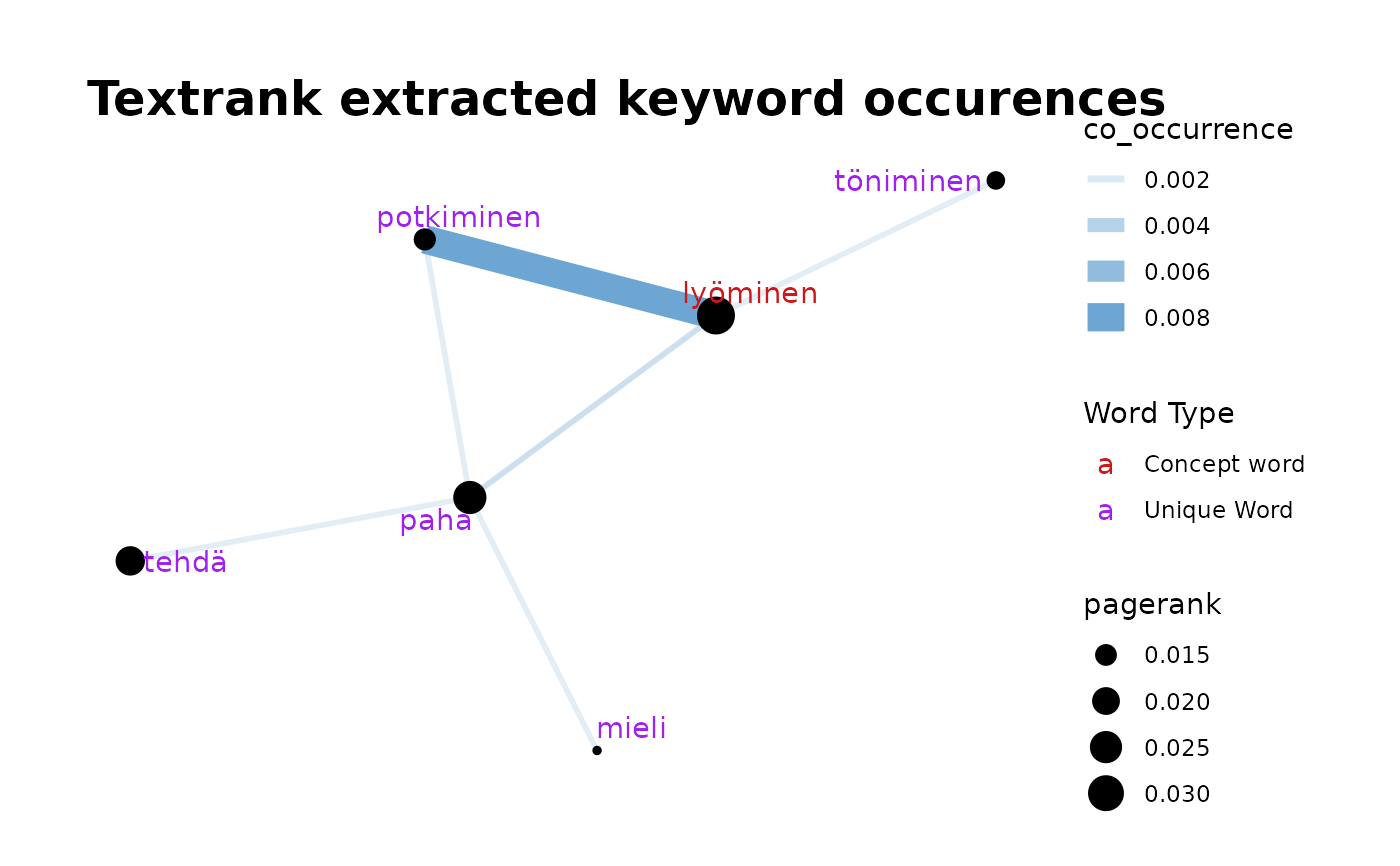 Textrank extracted keyword occurences
co_occurrence
0.002
0.004
0.006
0.008
töniminen
potkiminen
lyöminen
paha
tehdä
mieli
Word Type
a Concept word
a Unique Word
pagerank
0.015
0.020
0.025
0.030